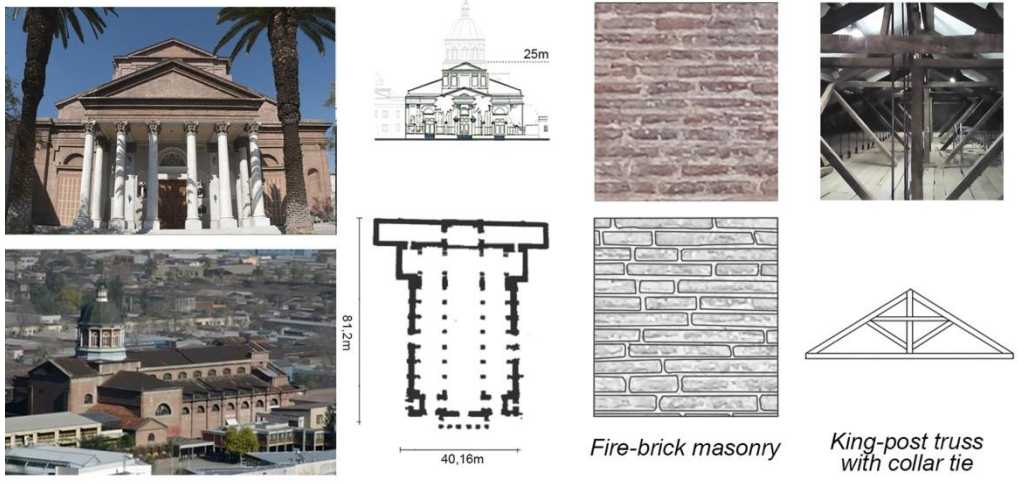 25m
81.2m
40,16m
Fire-brick masonry
King-post truss
with collar tie